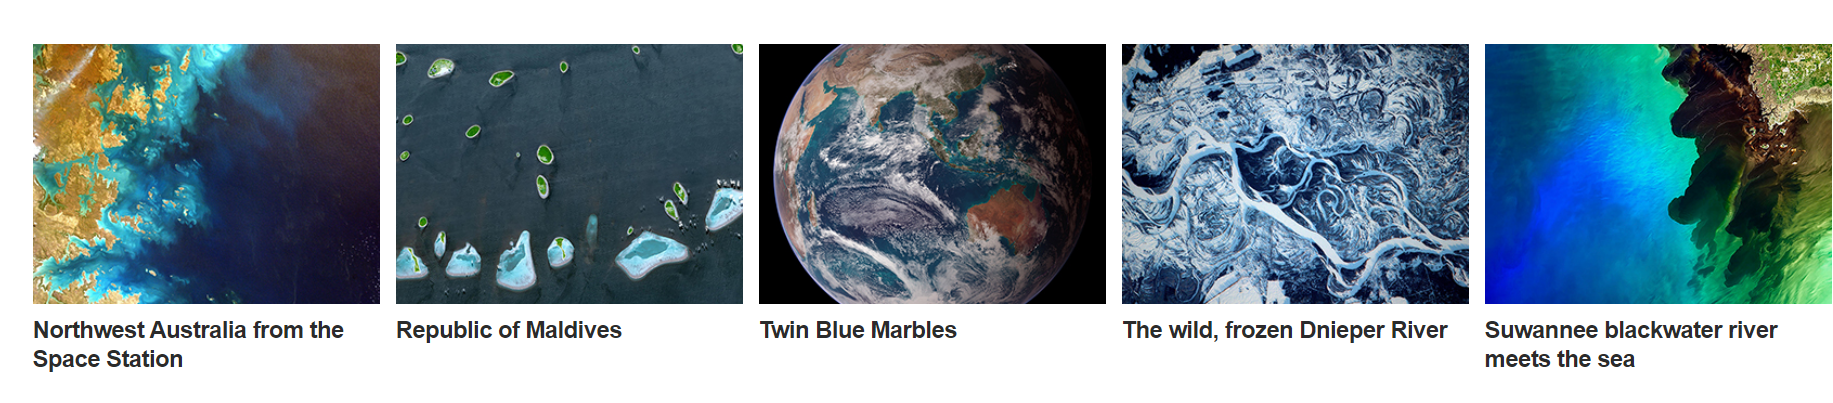 Northwest Australia from the
Space Station
Republic of Maldives
Twin Blue Marbles
The wild, frozen Dnieper River
Suwannee blackwater river
meets the sea